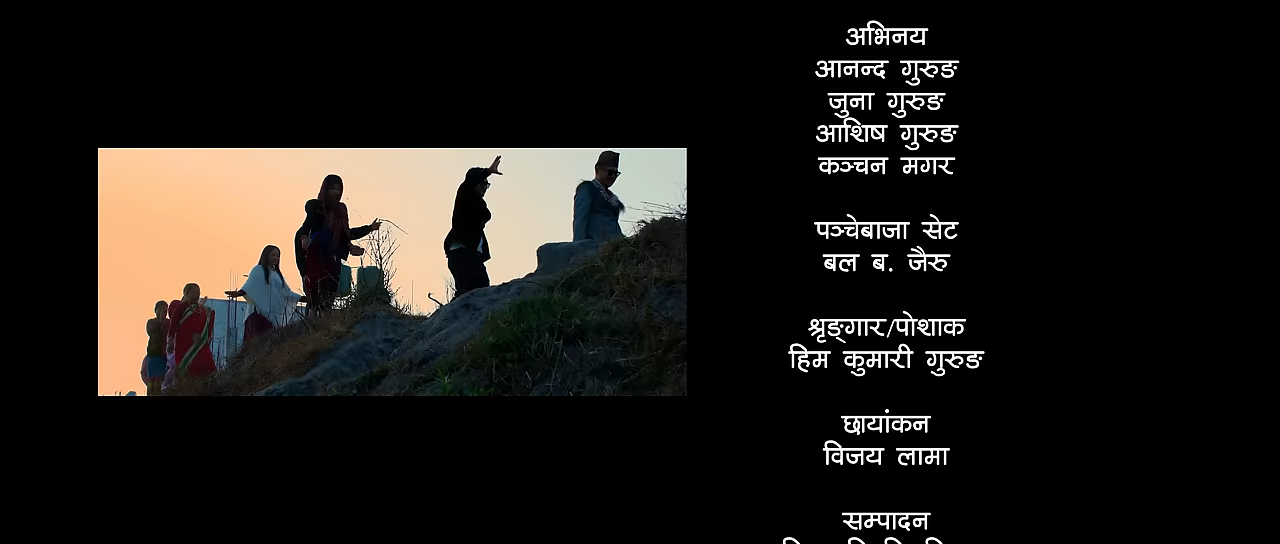 अभिनय
आनन्द गुरुङ
जुना गुरुङ
आशिष गुरुङ
कञ्चन मगर
पञ्चेबाजा सेट
बल ब. जैरु
श्रृङ्गार/पोशाक
हिम कुमारी गुरुङ
छायांकन
विजय लामा
सम्पादन